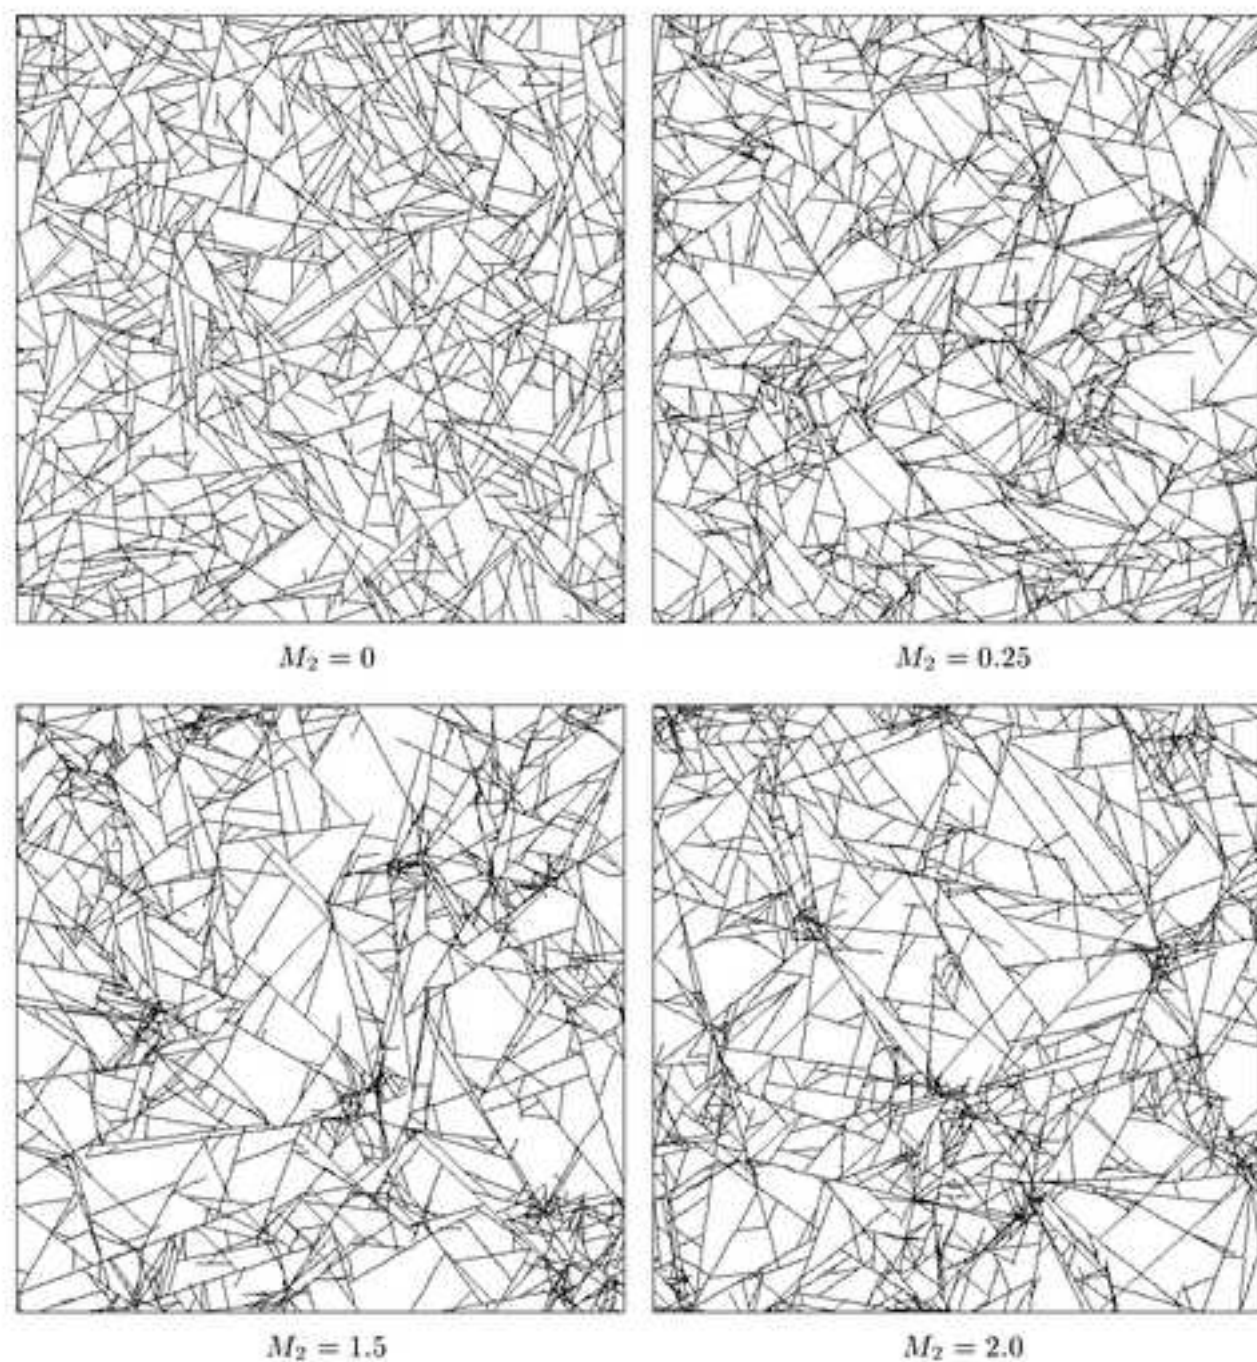 M₂ = 0
M₂ = 0.25
M₂ = 1.5
M₂ = 2.0